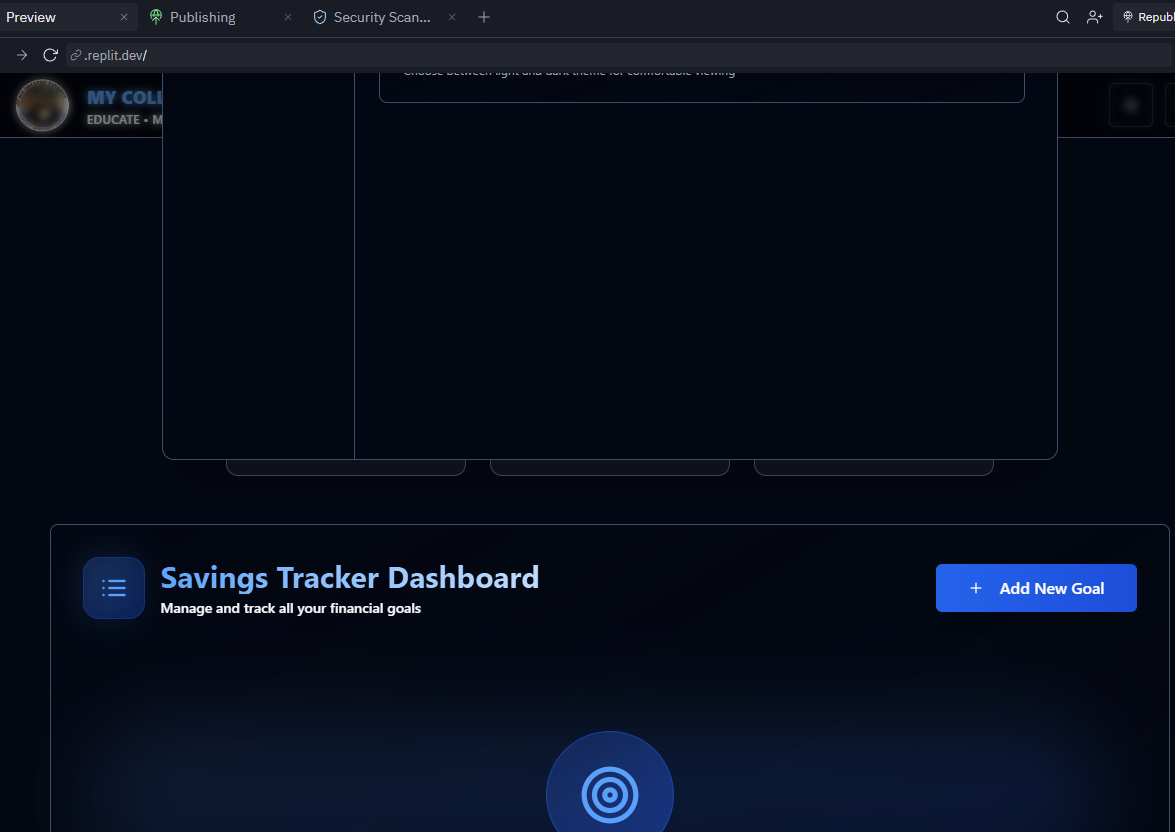 Preview
Publishing
Security Scan...
Republ
.replit.dev/
Choose between light and dark theme for comfortable viewing
MY COLL
EDUCATE • M
Savings Tracker Dashboard
Manage and track all your financial goals
Add New Goal